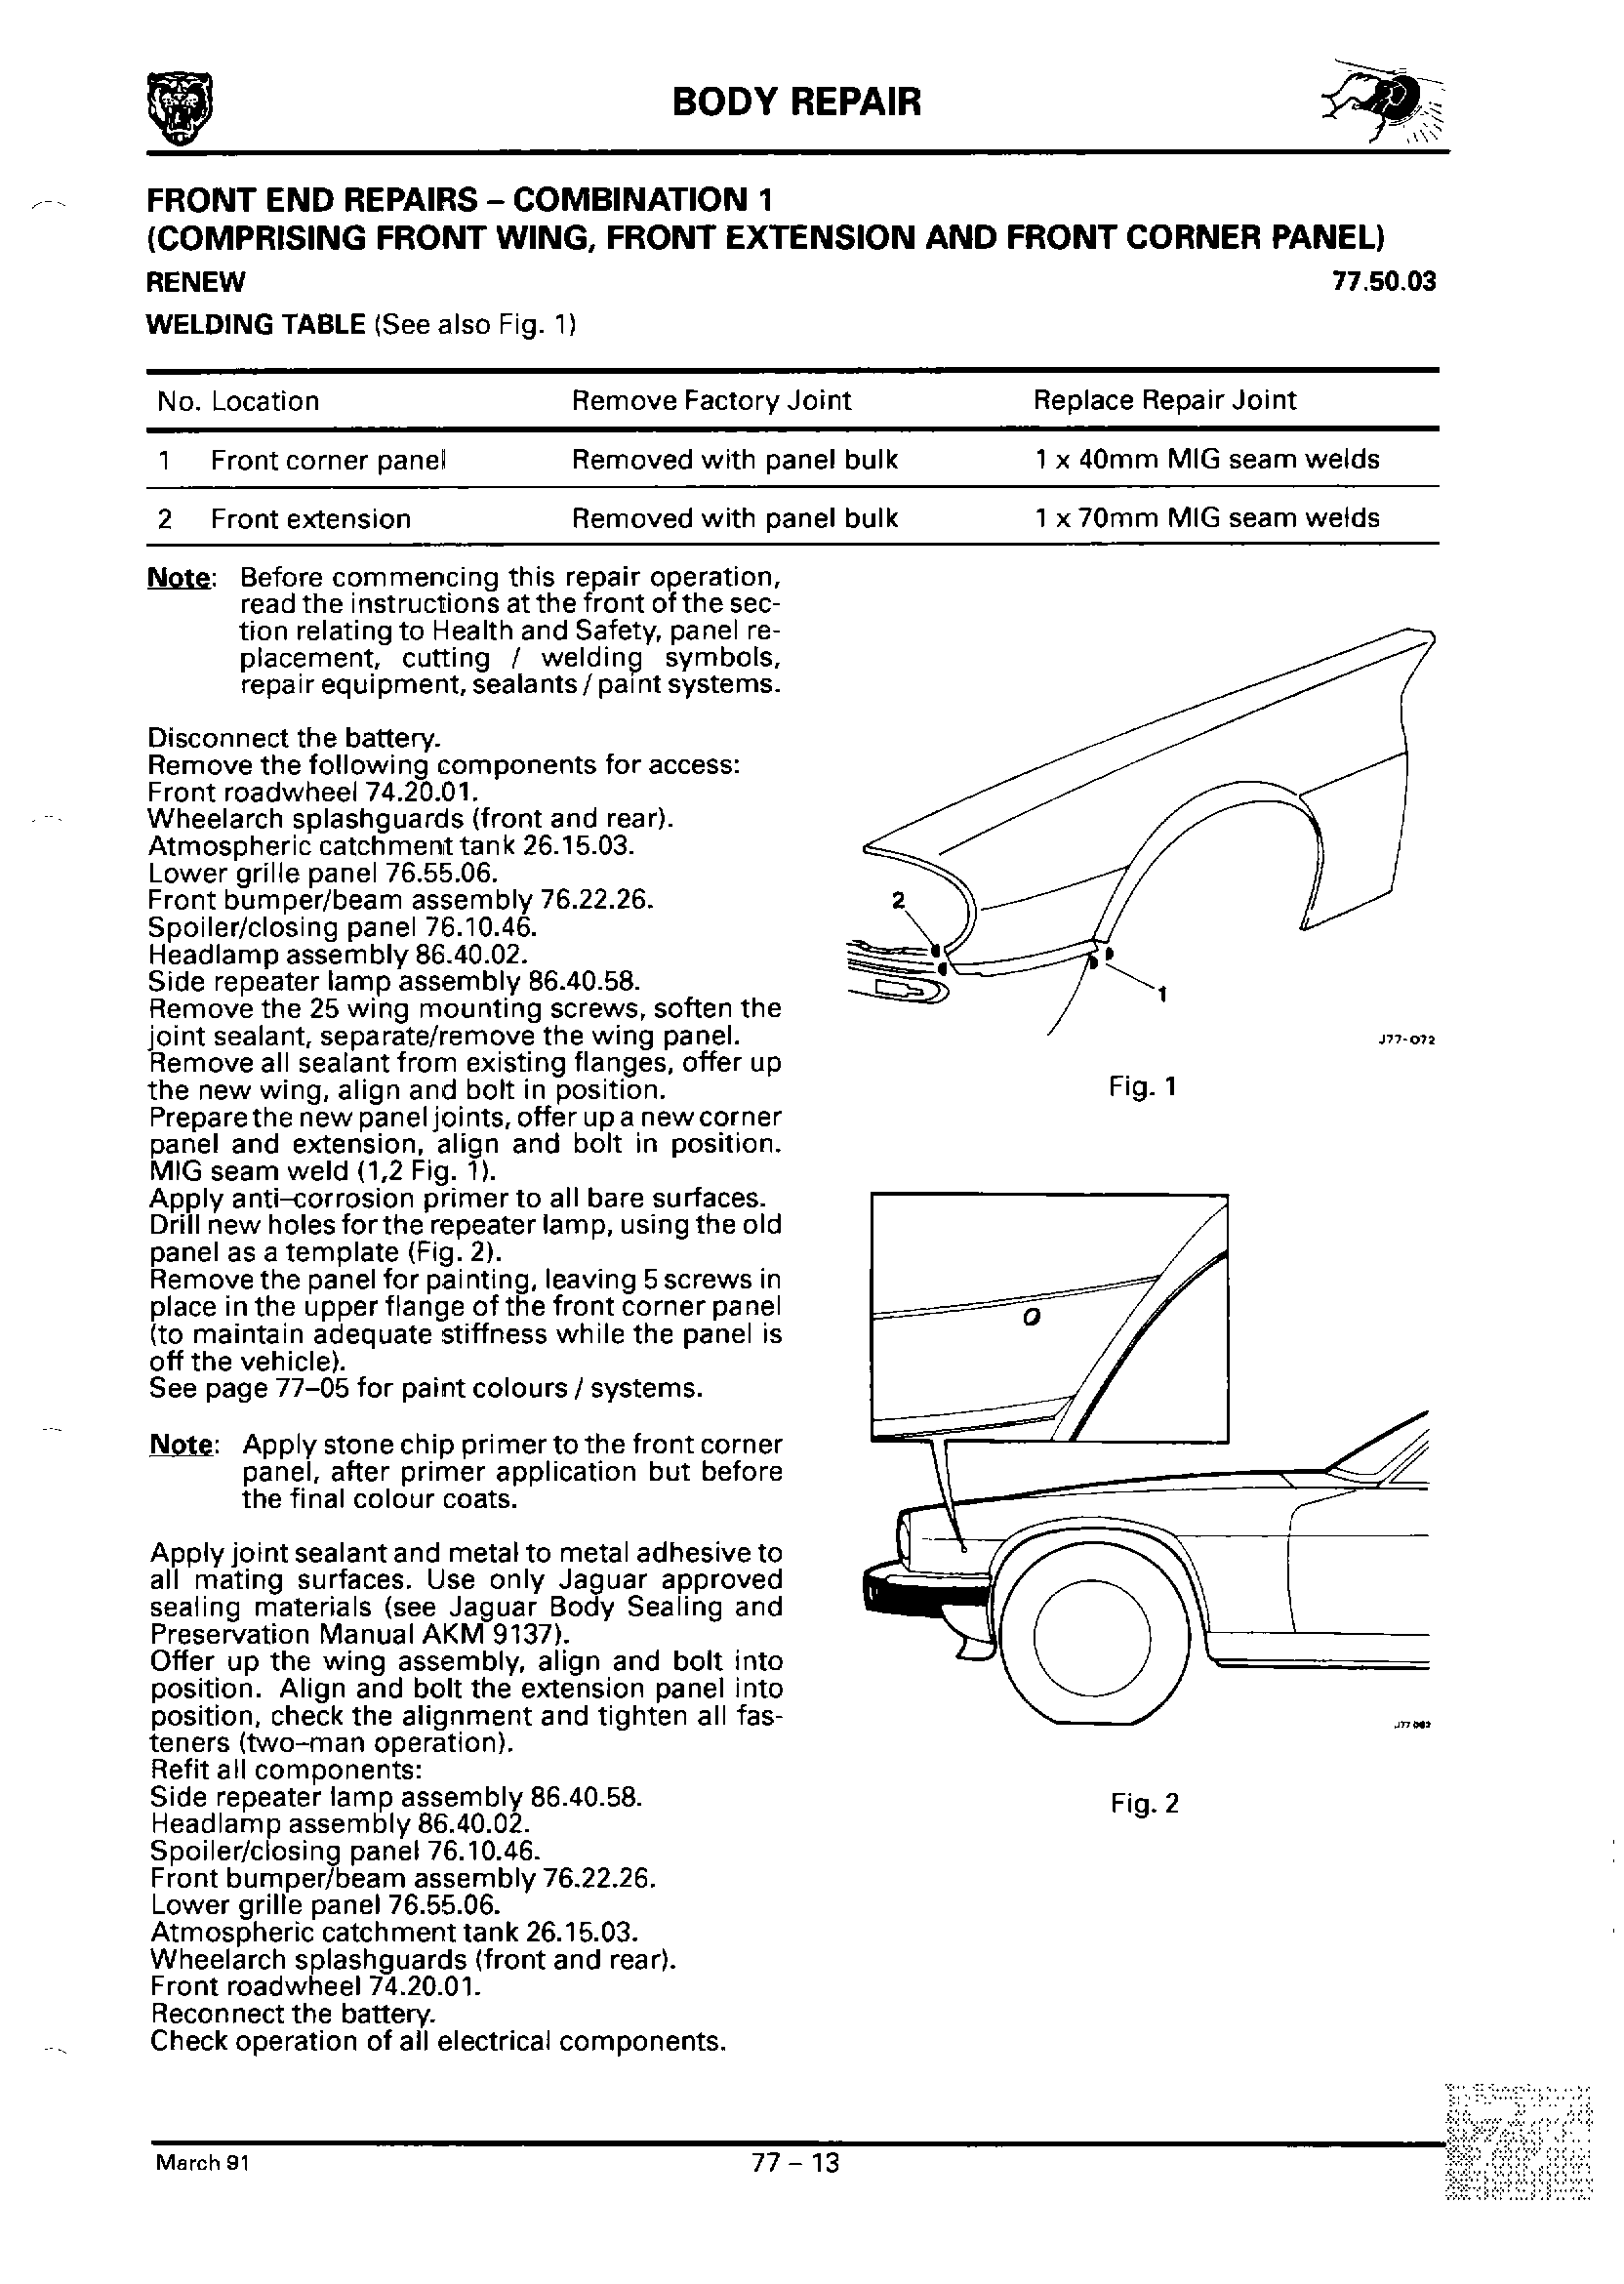 BODY REPAIR
FRONT END REPAIRS – COMBINATION 1
(COMPRISING FRONT WING, FRONT EXTENSION AND FRONT CORNER PANEL)
RENEW 77.50.03
WELDING TABLE (See also Fig. 1)
No. Location Remove Factory Joint Replace Repair Joint
1 Front corner panel Removed with panel bulk 1 x 40mm MIG seam welds
2 Front extension Removed with panel bulk 1 x 70mm MIG seam welds
Note: Before commencing this repair operation,
read the instructions at the front of the sec-
tion relating to Health and Safety, panel re-
placement, cutting / welding symbols,
repair equipment, sealants / paint systems.
Disconnect the battery.
Remove the following components for access:
Front roadwheel 74.20.01.
Wheelarch splashguards (front and rear).
Atmospheric catchment tank 26.15.03.
Lower grille panel 76.55.06.
Front bumper/beam assembly 76.22.26.
Spoiler/closing panel 76.10.46.
Headlamp assembly 86.40.02.
Side repeater lamp assembly 86.40.58.
Remove the 25 wing mounting screws, soften the
joint sealant, separate/remove the wing panel.
Remove all sealant from existing flanges, offer up
the new wing, align and bolt in position.
Prepare the new panel joints, offer up a new corner
panel and extension, align and bolt in position.
MIG seam weld (1,2 Fig. 1).
Apply anti–corrosion primer to all bare surfaces.
Drill new holes for the repeater lamp, using the old
panel as a template (Fig. 2).
Remove the panel for painting, leaving 5 screws in
place in the upper flange of the front corner panel
(to maintain adequate stiffness while the panel is
off the vehicle).
See page 77–05 for paint colours / systems.
Note: Apply stone chip primer to the front corner
panel, after primer application but before
the final colour coats.
Apply joint sealant and metal to metal adhesive to
all mating surfaces. Use only Jaguar approved
sealing materials (see Jaguar Body Sealing and
Preservation Manual AKM 9137).
Offer up the wing assembly, align and bolt into
position. Align and bolt the extension panel into
position, check the alignment and tighten all fas-
teners (two–man operation).
Refit all components:
Side repeater lamp assembly 86.40.58.
Headlamp assembly 86.40.02.
Spoiler/closing panel 76.10.46.
Front bumper/beam assembly 76.22.26.
Lower grille panel 76.55.06.
Atmospheric catchment tank 26.15.03.
Wheelarch splashguards (front and rear).
Front roadwheel 74.20.01.
Reconnect the battery.
Check operation of all electrical components.
2
1
J77-072
Fig. 1
Fig. 2
March 91 77 – 13